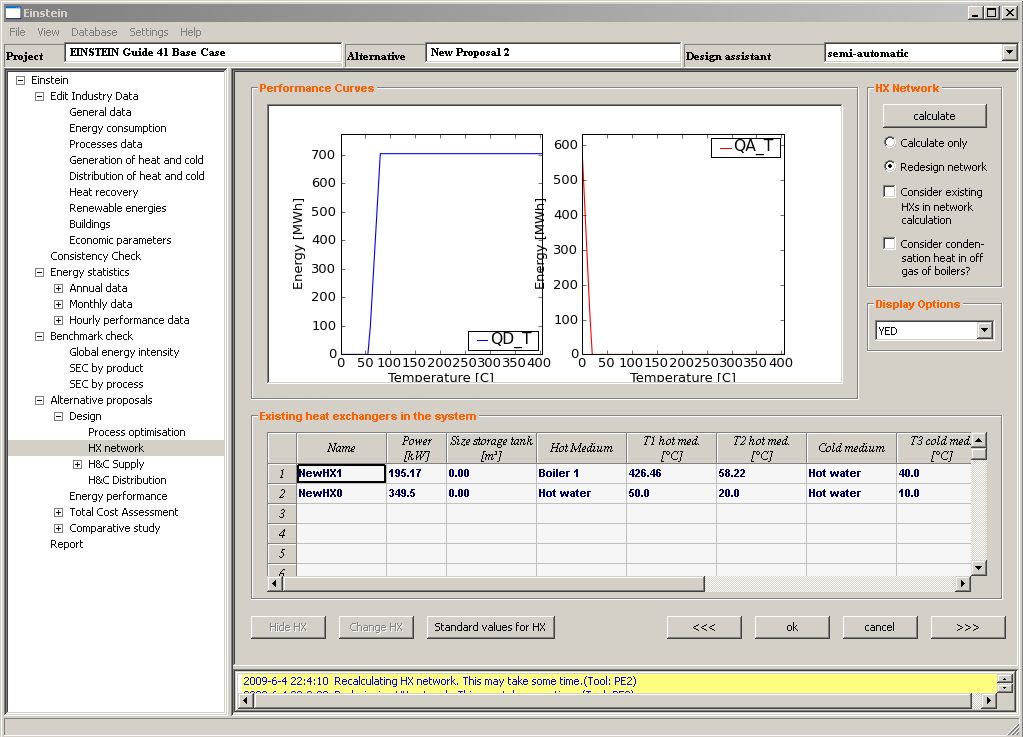 Einstein
File View Database Settings Help
Project EINSTEIN Guide 41 Base Case Alternative New Proposal 2 Design assistant semi-automatic
Einstein
Edit Industry Data
General data
Energy consumption
Processes data
Generation of heat and cold
Distribution of heat and cold
Heat recovery
Renewable energies
Buildings
Economic parameters
Consistency Check
Energy statistics
Annual data
Monthly data
Hourly performance data
Benchmark check
Global energy intensity
SEC by product
SEC by process
Alternative proposals
Design
Process optimisation
HX network
H&C Supply
H&C Distribution
Energy performance
Total Cost Assessment
Comparative study
Report
Performance Curves
700
600
500
400
300
200
100
0
Energy [MWh]
QD_T
0 50 100 150 200 250 300 350 400
Temperature [C]
600
500
400
300
200
100
0
Energy [MWh]
QA_T
0 50 100 150 200 250 300 350 400
Temperature [C]
HX Network
calculate
Calculate only
Redesign network
Consider existing
HXs in network
calculation
Consider conden-
sation heat in off
gas of boilers?
Display Options
YED
Existing heat exchangers in the system
Name Power Size storage tank Hot Medium T1 hot med. T2 hot med. Cold medium T3 cold med.
[kW] [m³] [°C] [°C] [°C]
1 NewHX1 195.17 0.00 Boiler 1 426.46 58.22 Hot water 40.0
2 NewHX0 349.5 0.00 Hot water 50.0 20.0 Hot water 10.0
3
4
5
6
Hide HX Change HX Standard values for HX <<< ok cancel >>>
2009-6-4 22:4:10 Recalculating HX network. This may take some time.(Tool: PE2)